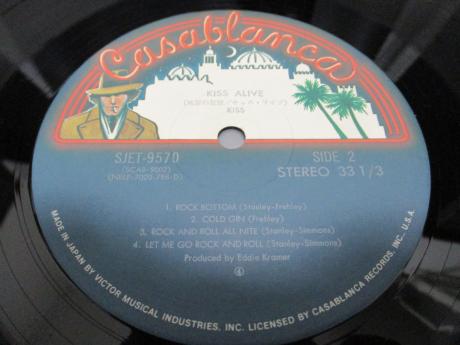 Casablanca
KISS ALIVE
KISS
SJET-9570
SIDE 2
STEREO 33 1/3
1. ROCK BOTTOM (Stanley-Frehley)
2. COLD GIN (Frehley)
3. ROCK AND ROLL ALL NITE (Stanley-Simmons)
4. LET ME GO ROCK AND ROLL (Stanley-Simmons)
Produced by Eddie Kramer
MADE IN JAPAN BY VICTOR MUSICAL INDUSTRIES, INC. LICENSED BY CASABLANCA RECORDS, INC. U.S.A.